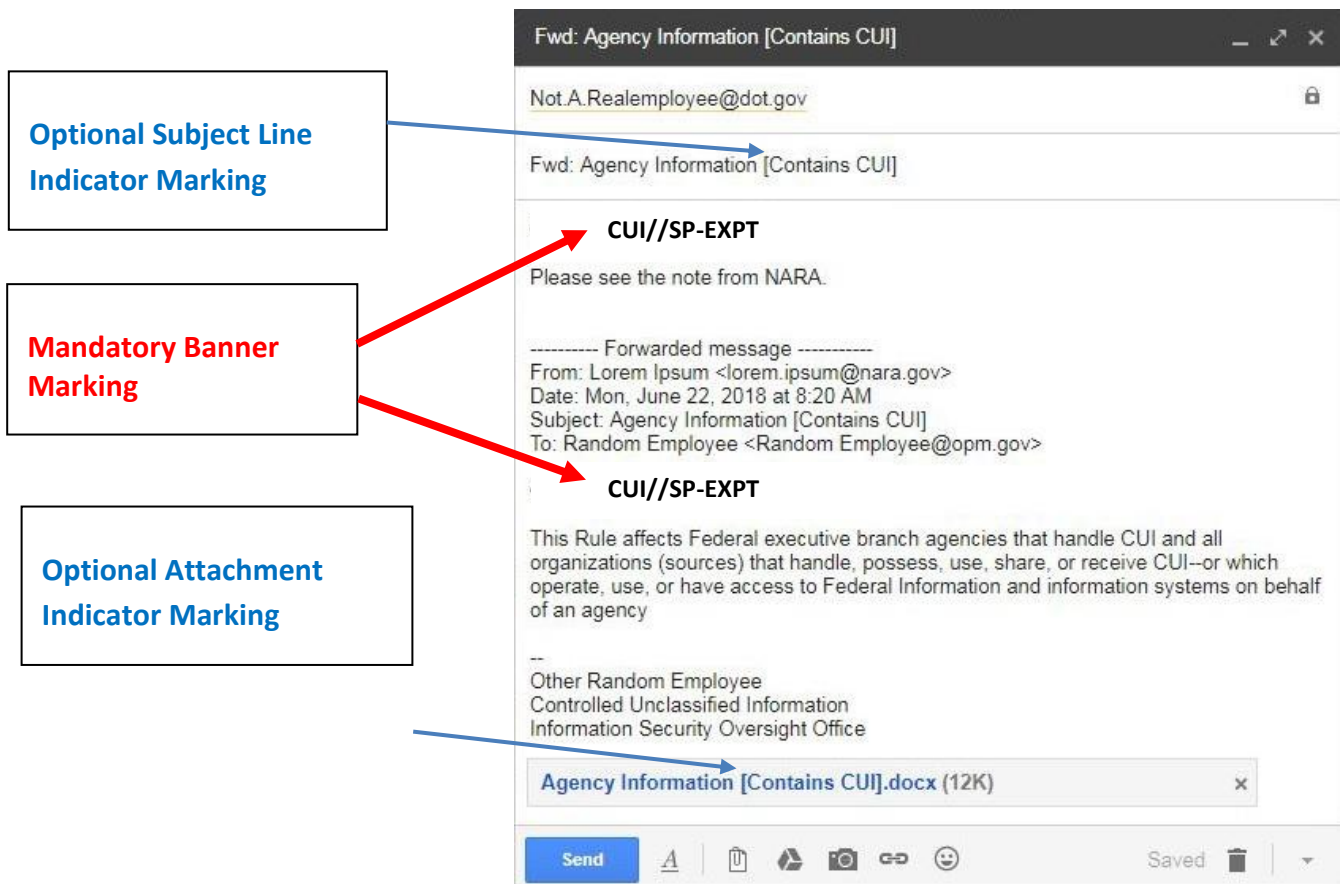 Fwd: Agency Information [Contains CUI]
Not.A.Realemployee@dot.gov
Optional Subject Line
Indicator Marking
Fwd: Agency Information [Contains CUI]
CUI//SP-EXPT
Please see the note from NARA.
Mandatory Banner
Marking
---------- Forwarded message -----------
From: Lorem Ipsum <lorem.ipsum@nara.gov>
Date: Mon, June 22, 2018 at 8:20 AM
Subject: Agency Information [Contains CUI]
To: Random Employee <Random Employee@opm.gov>
CUI//SP-EXPT
Optional Attachment
Indicator Marking
This Rule affects Federal executive branch agencies that handle CUI and all
organizations (sources) that handle, possess, use, share, or receive CUI--or which
operate, use, or have access to Federal Information and information systems on behalf
of an agency
--
Other Random Employee
Controlled Unclassified Information
Information Security Oversight Office
Agency Information [Contains CUI].docx (12K)
Send
A
Saved